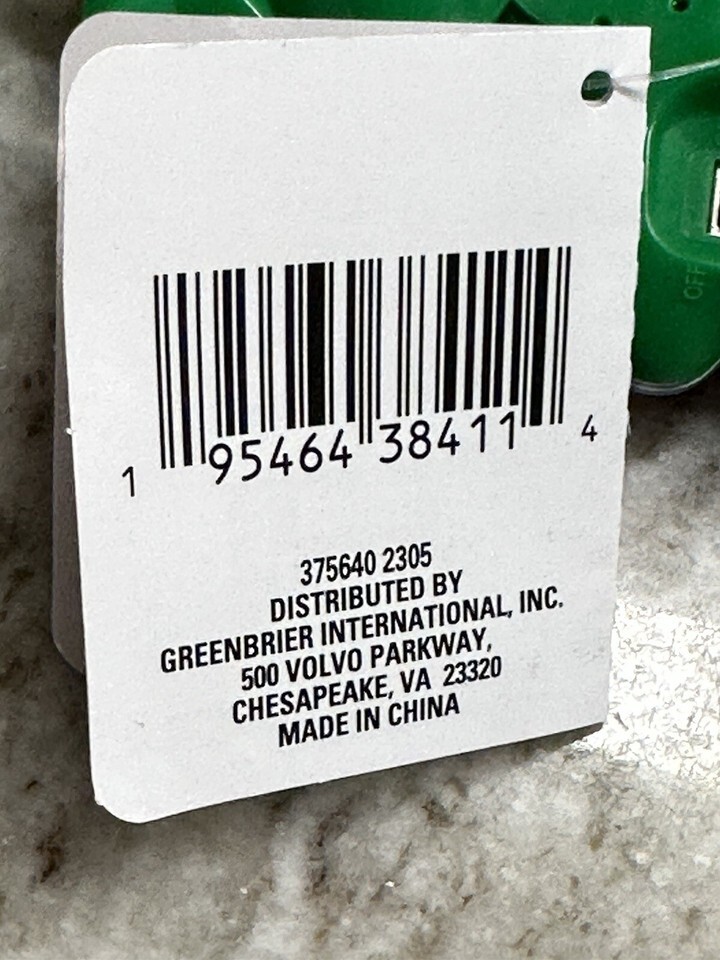 1 95464 38411 4
375640 2305
DISTRIBUTED BY
GREENBRIER INTERNATIONAL, INC.
500 VOLVO PARKWAY,
CHESAPEAKE, VA 23320
MADE IN CHINA
OFF